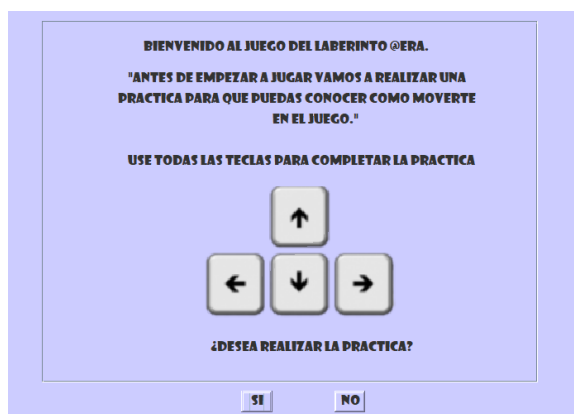 BIENVENIDO AL JUEGO DEL LABERINTO @ERA.
"ANTES DE EMPEZAR A JUGAR VAMOS A REALIZAR UNA
PRACTICA PARA QUE PUEDAS CONOCER COMO MOVERTE
EN EL JUEGO."
USE TODAS LAS TECLAS PARA COMPLETAR LA PRACTICA
↑
← ↓ →
¿DESEA REALIZAR LA PRACTICA?
SI NO